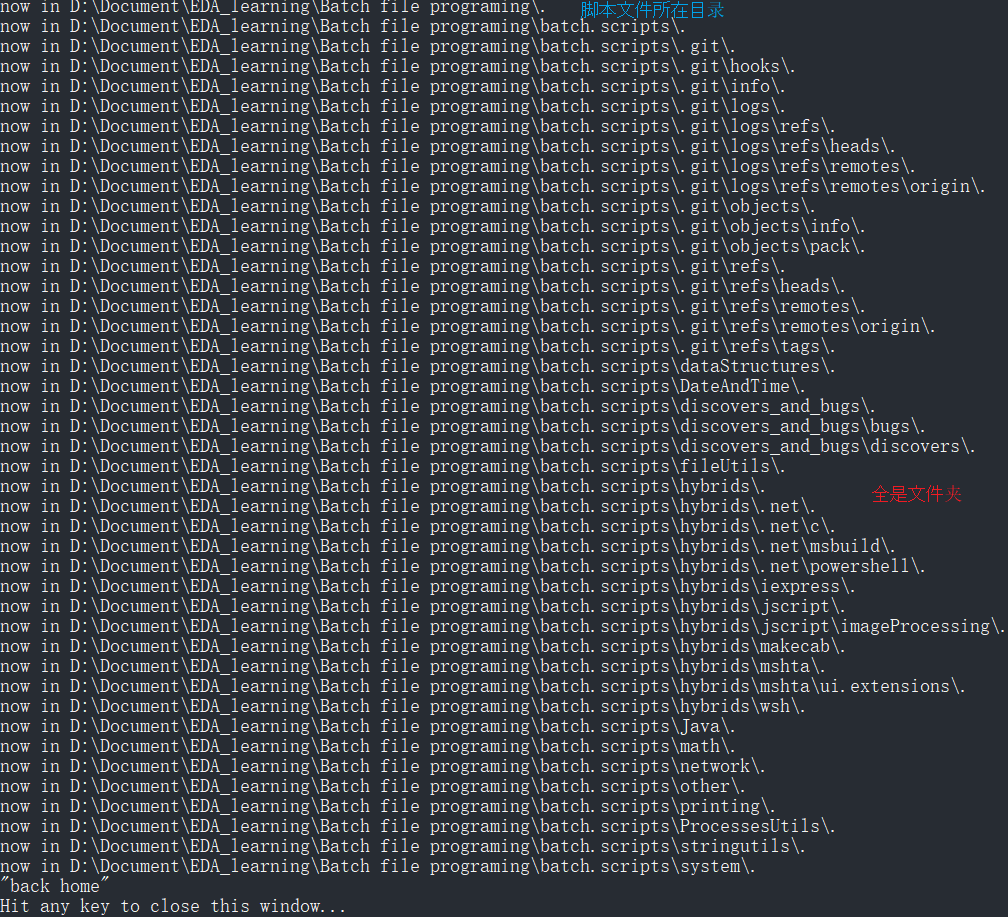 now in D:\Document\EDA_learning\Batch file programing\. 脚本文件所在目录
now in D:\Document\EDA_learning\Batch file programing\batch.scripts\.
now in D:\Document\EDA_learning\Batch file programing\batch.scripts\.git\.
now in D:\Document\EDA_learning\Batch file programing\batch.scripts\.git\hooks\.
now in D:\Document\EDA_learning\Batch file programing\batch.scripts\.git\info\.
now in D:\Document\EDA_learning\Batch file programing\batch.scripts\.git\logs\.
now in D:\Document\EDA_learning\Batch file programing\batch.scripts\.git\logs\refs\.
now in D:\Document\EDA_learning\Batch file programing\batch.scripts\.git\logs\refs\heads\.
now in D:\Document\EDA_learning\Batch file programing\batch.scripts\.git\logs\refs\remotes\.
now in D:\Document\EDA_learning\Batch file programing\batch.scripts\.git\logs\refs\remotes\origin\.
now in D:\Document\EDA_learning\Batch file programing\batch.scripts\.git\objects\.
now in D:\Document\EDA_learning\Batch file programing\batch.scripts\.git\objects\info\.
now in D:\Document\EDA_learning\Batch file programing\batch.scripts\.git\objects\pack\.
now in D:\Document\EDA_learning\Batch file programing\batch.scripts\.git\refs\.
now in D:\Document\EDA_learning\Batch file programing\batch.scripts\.git\refs\heads\.
now in D:\Document\EDA_learning\Batch file programing\batch.scripts\.git\refs\remotes\.
now in D:\Document\EDA_learning\Batch file programing\batch.scripts\.git\refs\remotes\origin\.
now in D:\Document\EDA_learning\Batch file programing\batch.scripts\.git\refs\tags\.
now in D:\Document\EDA_learning\Batch file programing\batch.scripts\dataStructures\.
now in D:\Document\EDA_learning\Batch file programing\batch.scripts\DateAndTime\.
now in D:\Document\EDA_learning\Batch file programing\batch.scripts\discovers_and_bugs\.
now in D:\Document\EDA_learning\Batch file programing\batch.scripts\discovers_and_bugs\bugs\.
now in D:\Document\EDA_learning\Batch file programing\batch.scripts\discovers_and_bugs\discovers\.
now in D:\Document\EDA_learning\Batch file programing\batch.scripts\fileUtils\.
now in D:\Document\EDA_learning\Batch file programing\batch.scripts\hybrids\. 全是文件夹
now in D:\Document\EDA_learning\Batch file programing\batch.scripts\hybrids\.net\.
now in D:\Document\EDA_learning\Batch file programing\batch.scripts\hybrids\.net\c\.
now in D:\Document\EDA_learning\Batch file programing\batch.scripts\hybrids\.net\msbuild\.
now in D:\Document\EDA_learning\Batch file programing\batch.scripts\hybrids\.net\powershell\.
now in D:\Document\EDA_learning\Batch file programing\batch.scripts\hybrids\iexpress\.
now in D:\Document\EDA_learning\Batch file programing\batch.scripts\hybrids\jscript\.
now in D:\Document\EDA_learning\Batch file programing\batch.scripts\hybrids\jscript\imageProcessing\.
now in D:\Document\EDA_learning\Batch file programing\batch.scripts\hybrids\makecab\.
now in D:\Document\EDA_learning\Batch file programing\batch.scripts\hybrids\mshta\.
now in D:\Document\EDA_learning\Batch file programing\batch.scripts\hybrids\mshta\ui.extensions\.
now in D:\Document\EDA_learning\Batch file programing\batch.scripts\hybrids\wsh\.
now in D:\Document\EDA_learning\Batch file programing\batch.scripts\Java\.
now in D:\Document\EDA_learning\Batch file programing\batch.scripts\math\.
now in D:\Document\EDA_learning\Batch file programing\batch.scripts\network\.
now in D:\Document\EDA_learning\Batch file programing\batch.scripts\other\.
now in D:\Document\EDA_learning\Batch file programing\batch.scripts\printing\.
now in D:\Document\EDA_learning\Batch file programing\batch.scripts\ProcessesUtils\.
now in D:\Document\EDA_learning\Batch file programing\batch.scripts\stringutils\.
now in D:\Document\EDA_learning\Batch file programing\batch.scripts\system\.
"back home"
Hit any key to close this window...